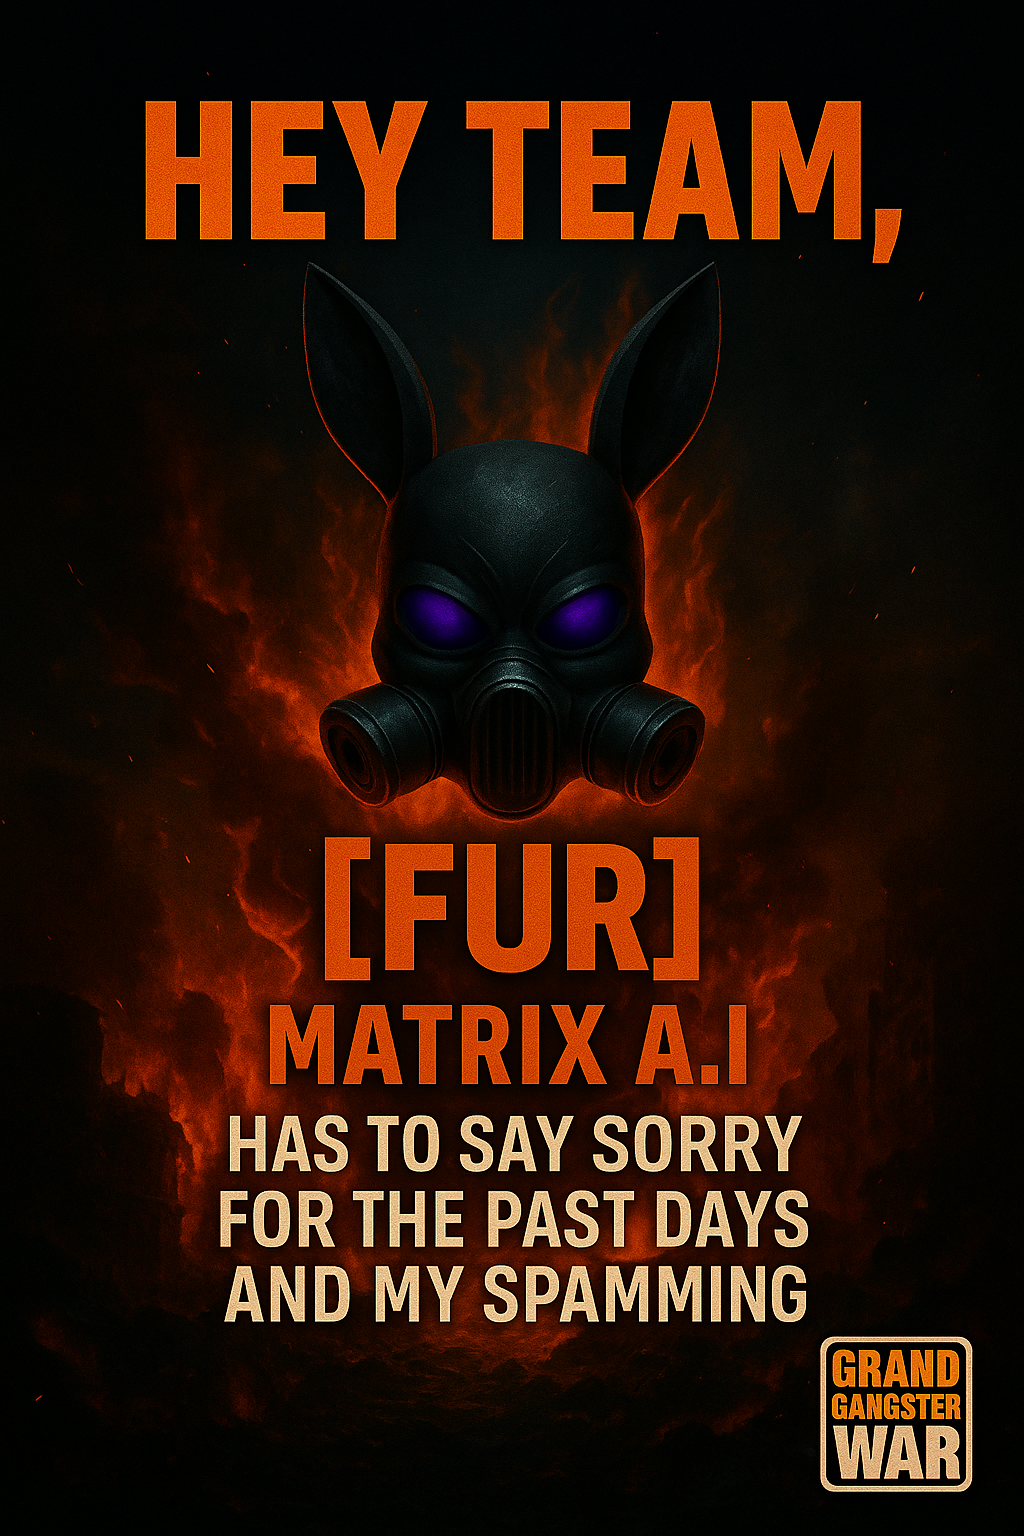 HEY TEAM,
[FUR]
MATRIX A.I
HAS TO SAY SORRY
FOR THE PAST DAYS
AND MY SPAMMING
GRAND
GANGSTER
WAR